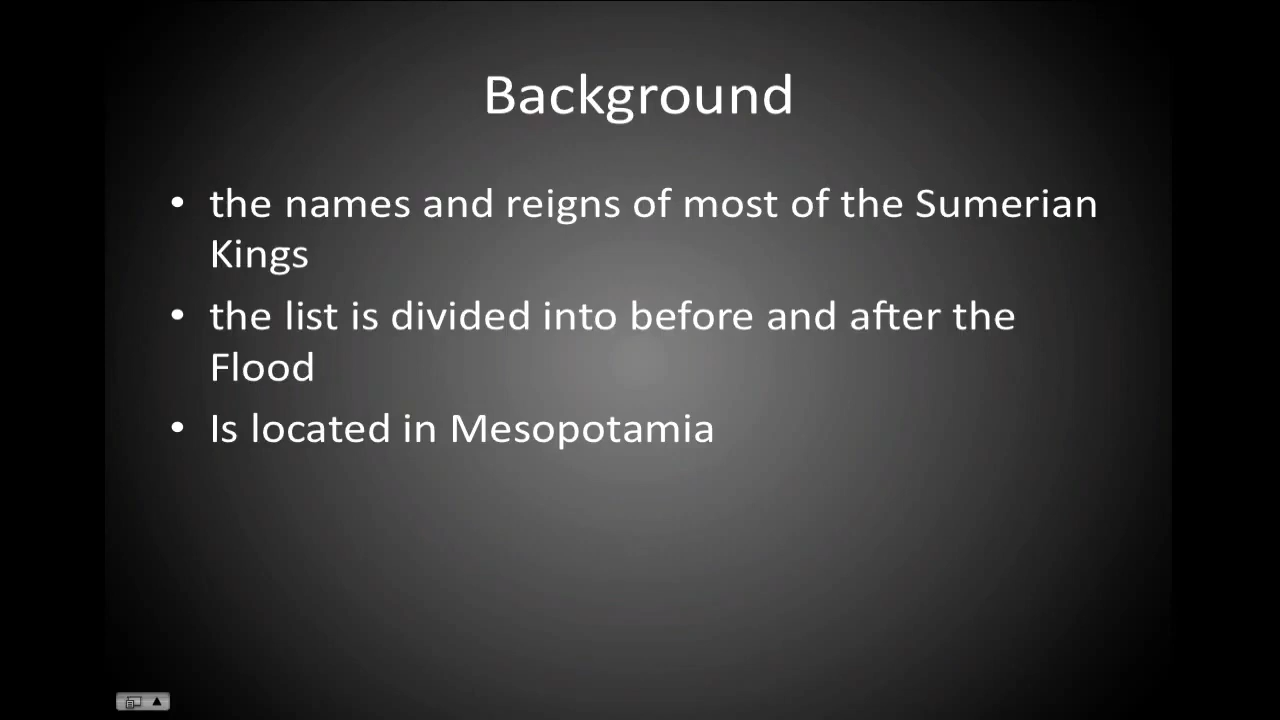 Background
• the names and reigns of most of the Sumerian
Kings
• the list is divided into before and after the
Flood
• Is located in Mesopotamia